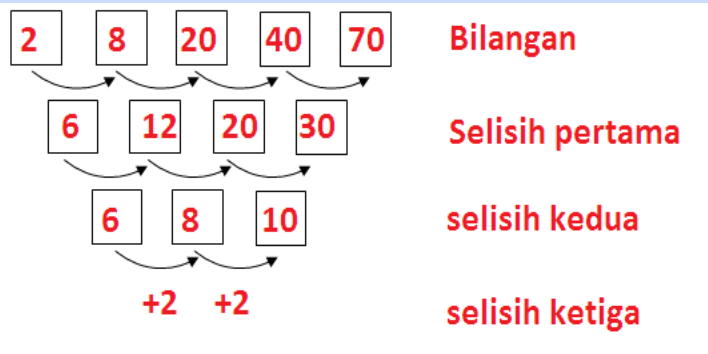 2 8 20 40 70 Bilangan
6 12 20 30 Selisih pertama
6 8 10 selisih kedua
+2 +2 selisih ketiga